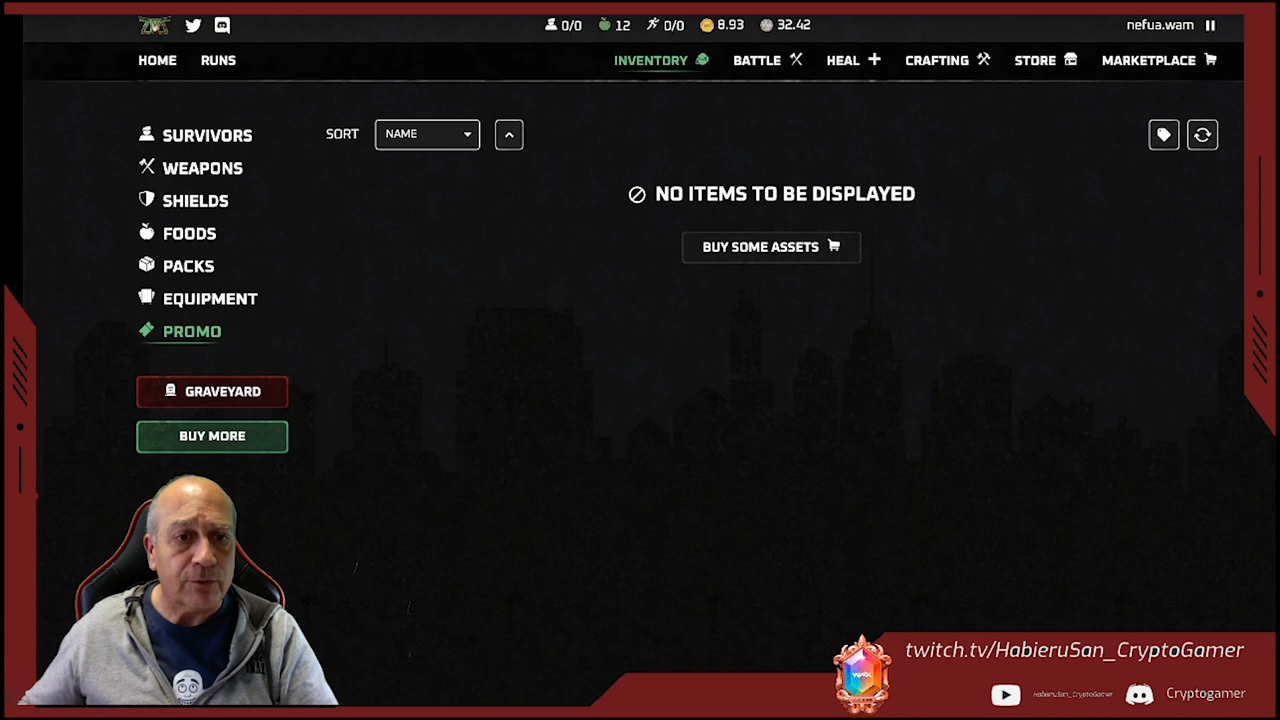 0/0 12 0/0 8.93 32.42 nefua.wam
HOME RUNS INVENTORY BATTLE HEAL CRAFTING STORE MARKETPLACE
SURVIVORS
WEAPONS
SHIELDS
FOODS
PACKS
EQUIPMENT
PROMO
GRAVEYARD
BUY MORE
SORT NAME
NO ITEMS TO BE DISPLAYED
BUY SOME ASSETS
twitch.tv/HabieruSan_CryptoGamer
HabieruSan_CryptoGamer Cryptogamer